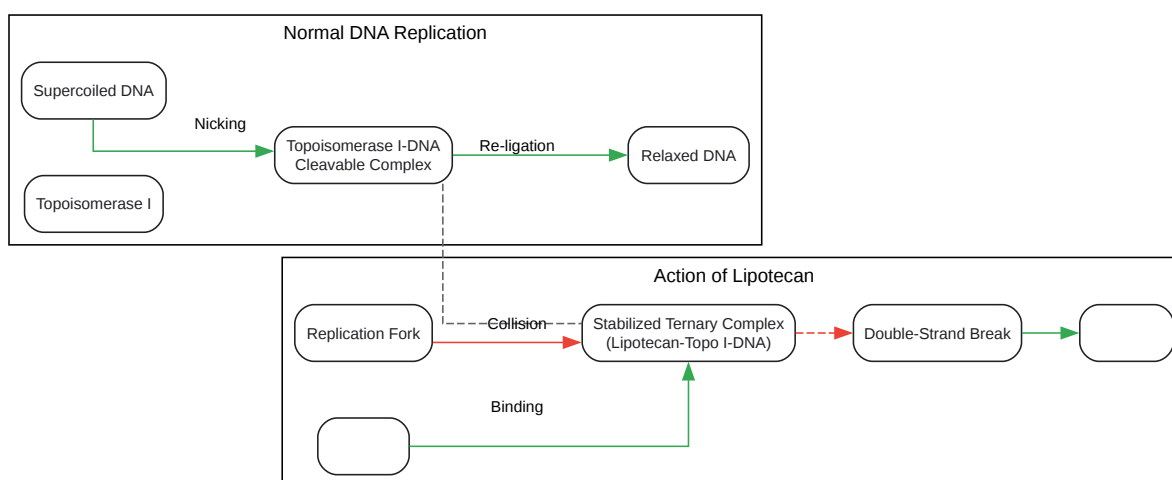 Normal DNA Replication
Supercoiled DNA
Nicking
Topoisomerase I-DNA
Cleavable Complex
Re-ligation
Relaxed DNA
Topoisomerase I
Action of Lipotecan
Replication Fork
Collision
Stabilized Ternary Complex
(Lipotecan-Topo I-DNA)
Double-Strand Break
Binding